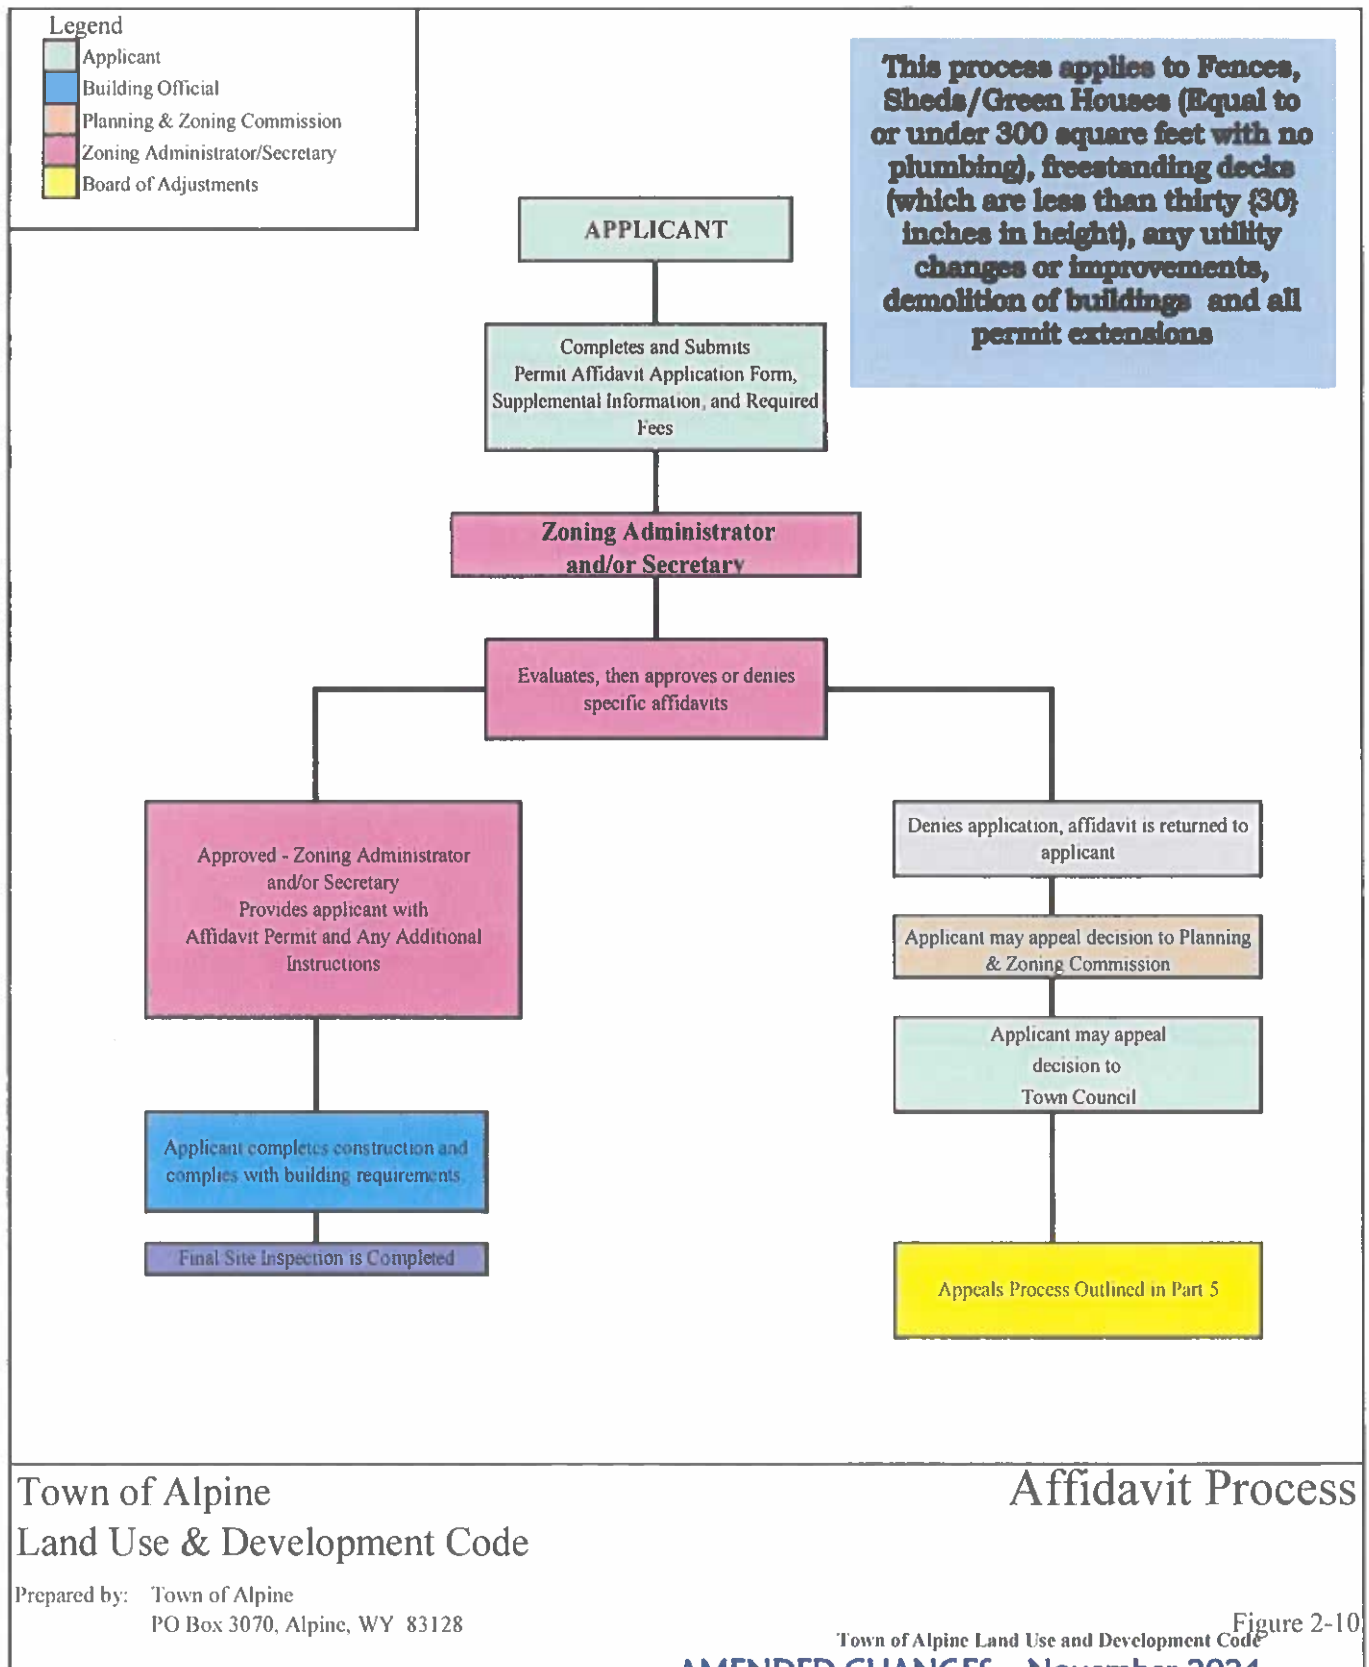 Legend
Applicant
Building Official
Planning & Zoning Commission
Zoning Administrator/Secretary
Board of Adjustments
This process applies to Fences,
Sheds/Green Houses (Equal to
or under 300 square feet with no
plumbing), freestanding decks
(which are less than thirty {30}
inches in height), any utility
changes or improvements,
demolition of buildings and all
permit extensions
APPLICANT
Completes and Submits
Permit Affidavit Application Form,
Supplemental Information, and Required
Fees
Zoning Administrator
and/or Secretary
Evaluates, then approves or denies
specific affidavits
Approved - Zoning Administrator
and/or Secretary
Provides applicant with
Affidavit Permit and Any Additional
Instructions
Applicant completes construction and
complies with building requirements
Final Site Inspection is Completed
Denies application, affidavit is returned to
applicant
Applicant may appeal decision to Planning
& Zoning Commission
Applicant may appeal
decision to
Town Council
Appeals Process Outlined in Part 5
Town of Alpine
Land Use & Development Code
Affidavit Process
Prepared by: Town of Alpine
PO Box 3070, Alpine, WY 83128
Figure 2-10
Town of Alpine Land Use and Development Code
AMENDED CHANGES - November 2024